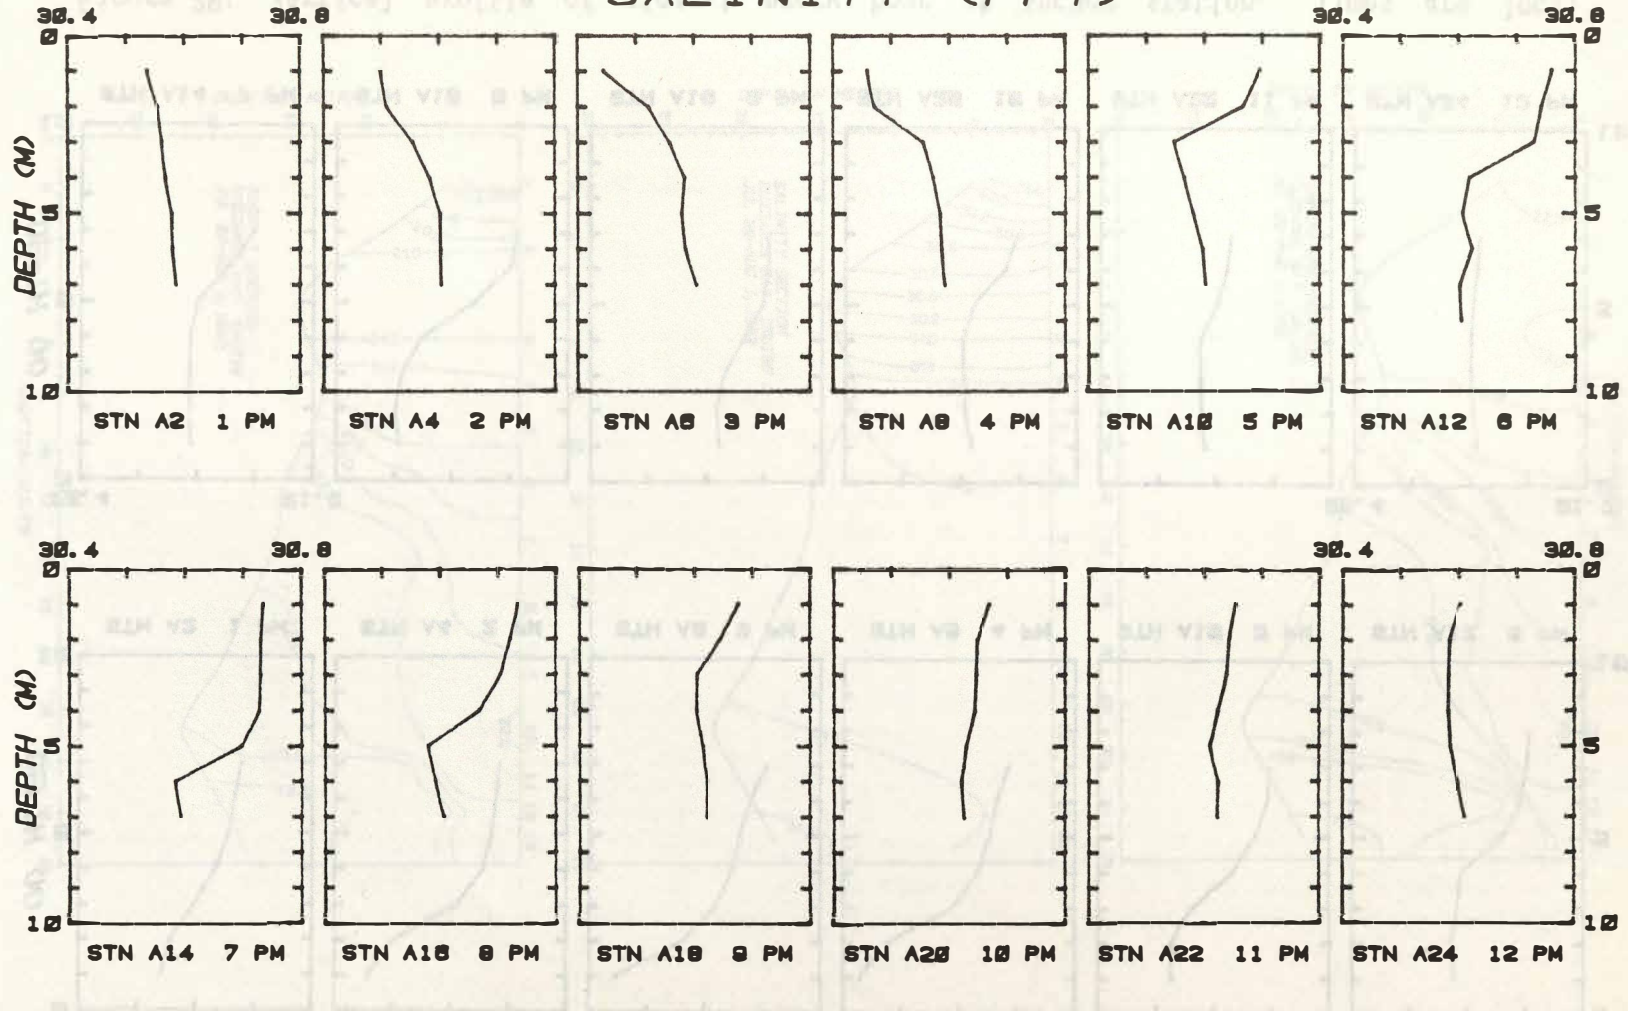 SALINITY (PPT)
30.4 30.8 30.4 30.8
0 0
DEPTH (M)
5 5
10 10
STN A2 1 PM STN A4 2 PM STN A6 3 PM STN A8 4 PM STN A10 5 PM STN A12 6 PM
30.4 30.8 30.4 30.8
0 0
DEPTH (M)
5 5
10 10
STN A14 7 PM STN A16 8 PM STN A18 9 PM STN A20 10 PM STN A22 11 PM STN A24 12 PM